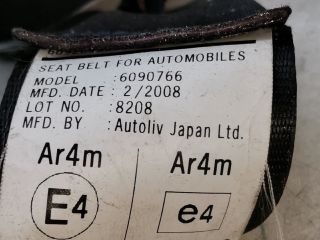 SEAT BELT FOR AUTOMOBILES
MODEL :6090766
MFD. DATE :2/2008
LOT NO. :8208
MFD. BY :Autoliv Japan Ltd.
Ar4m Ar4m
E4 e4